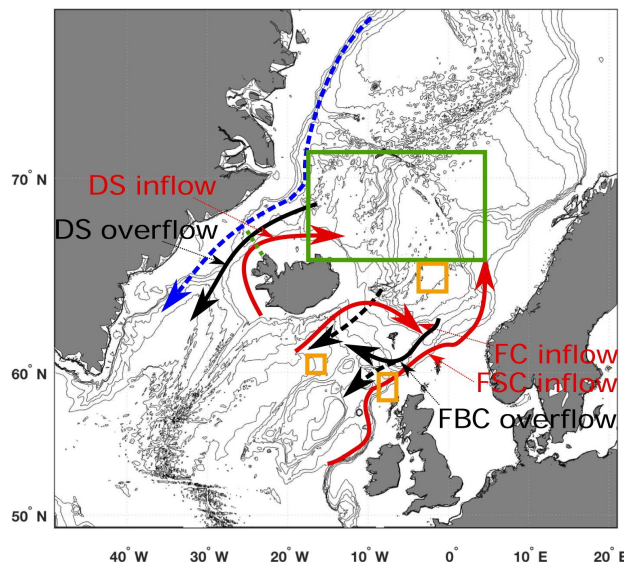 70° N
DS inflow
DS overflow
FC inflow
60° N
FSC inflow
FBC overflow
50° N
40° W 30° W 20° W 10° W 0° 10° E 20° E